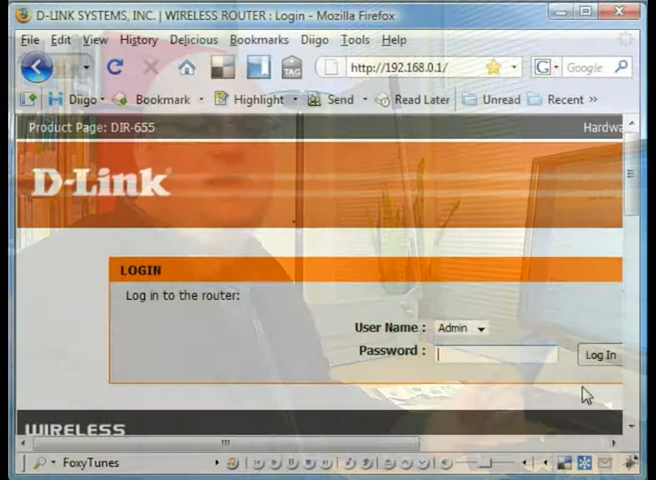 D-LINK SYSTEMS, INC. | WIRELESS ROUTER : Login - Mozilla Firefox
File Edit View History Delicious Bookmarks Diigo Tools Help
TAG http://192.168.0.1/ G Google
Diigo Bookmark Highlight Send Read Later Unread Recent »
Product Page: DIR-655 Hardwa
D-Link
LOGIN
Log in to the router:
User Name : Admin
Password : Log In
WIRELESS
FoxyTunes